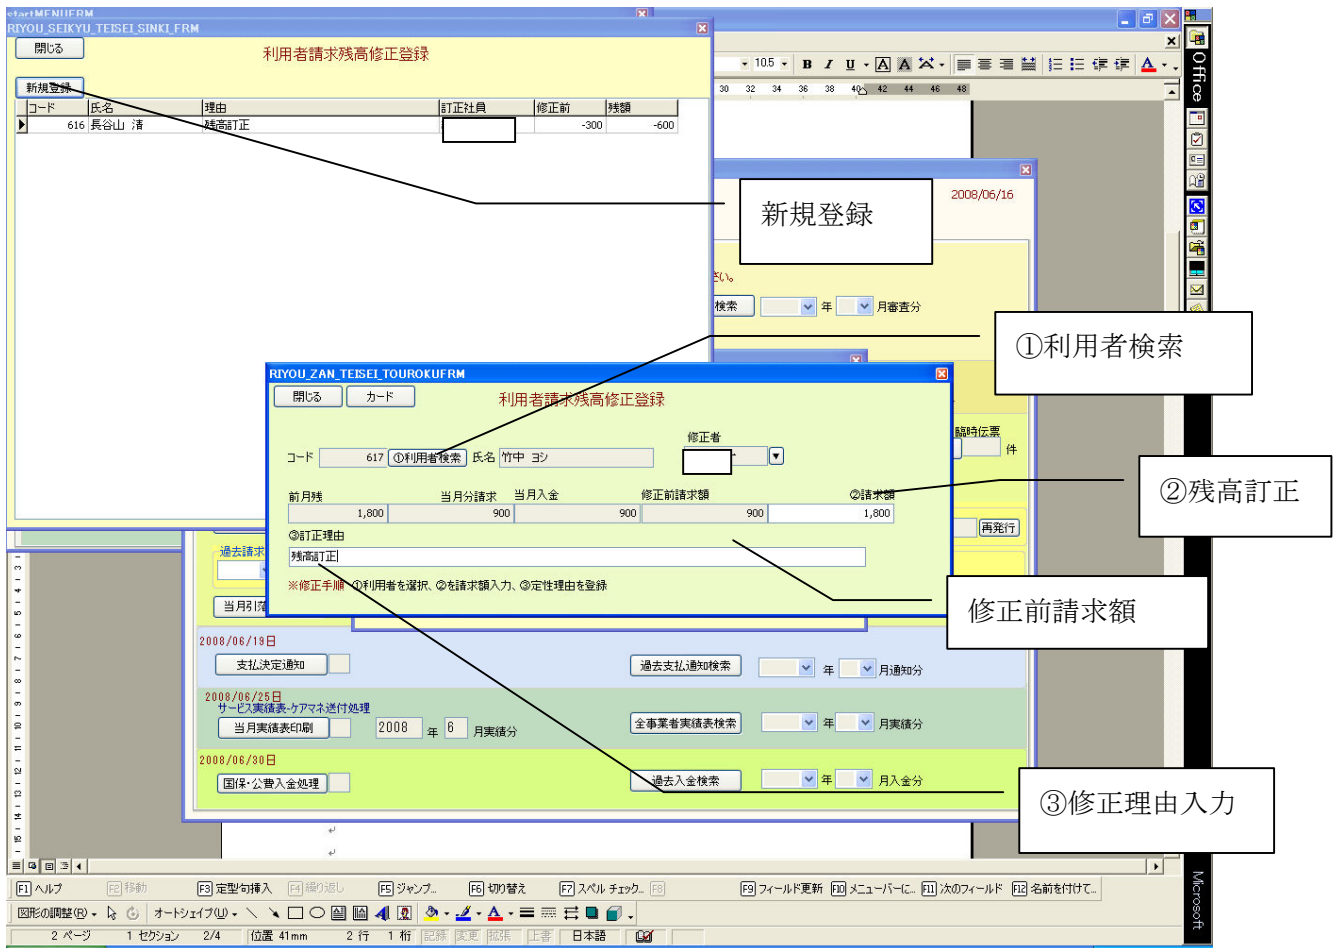 startMENUFRM
RIYOU_SEIKYU_TEISEI_SINKI_FRM
閉じる
利用者請求残高修正登録
新規登録
コード 氏名 理由 訂正社員 修正前 残額
616 長谷山 清 残高訂正 -300 -600
10.5 B I U A A
30 32 34 36 38 40 42 44 46 48
Office
新規登録
2008/06/16
さい。
検索 年 月審査分
①利用者検索
RIYOU_ZAN_TEISEI_TOUROKUFRM
閉じる カード
利用者請求残高修正登録
修正者
コード 617 ①利用者検索 氏名 竹中 ヨシ
臨時伝票
件
②残高訂正
前月残 当月分請求 当月入金 修正前請求額 ②請求額
1,800 900 900 900 1,800
再発行
③訂正理由
残高訂正
※修正手順 ①利用者を選択、②を請求額入力、③定性理由を登録
過去請求
当月引落
修正前請求額
2008/06/19日
支払決定通知 過去支払通知検索 年 月通知分
2008/06/25日
サービス実績表-ケアマネ送付処理
当月実績表印刷 2008 年 6 月実績分 全事業者実績表検索 年 月実績分
2008/06/30日
国保・公費入金処理 過去入金検索 年 月入金分
③修正理由入力
F1 ヘルプ F2 移動 F3 定型句挿入 F4 繰り返し F5 ジャンプ... F6 切り替え F7 スペル チェック... F8 F9 フィールド更新 F10 メニューバーに... F11 次のフィールド F12 名前を付けて...
Microsoft
図形の調整(R) オートシェイプ(U) A
2 ページ 1 セクション 2/4 位置 41mm 2 行 1 桁 記録 変更 拡張 上書 日本語